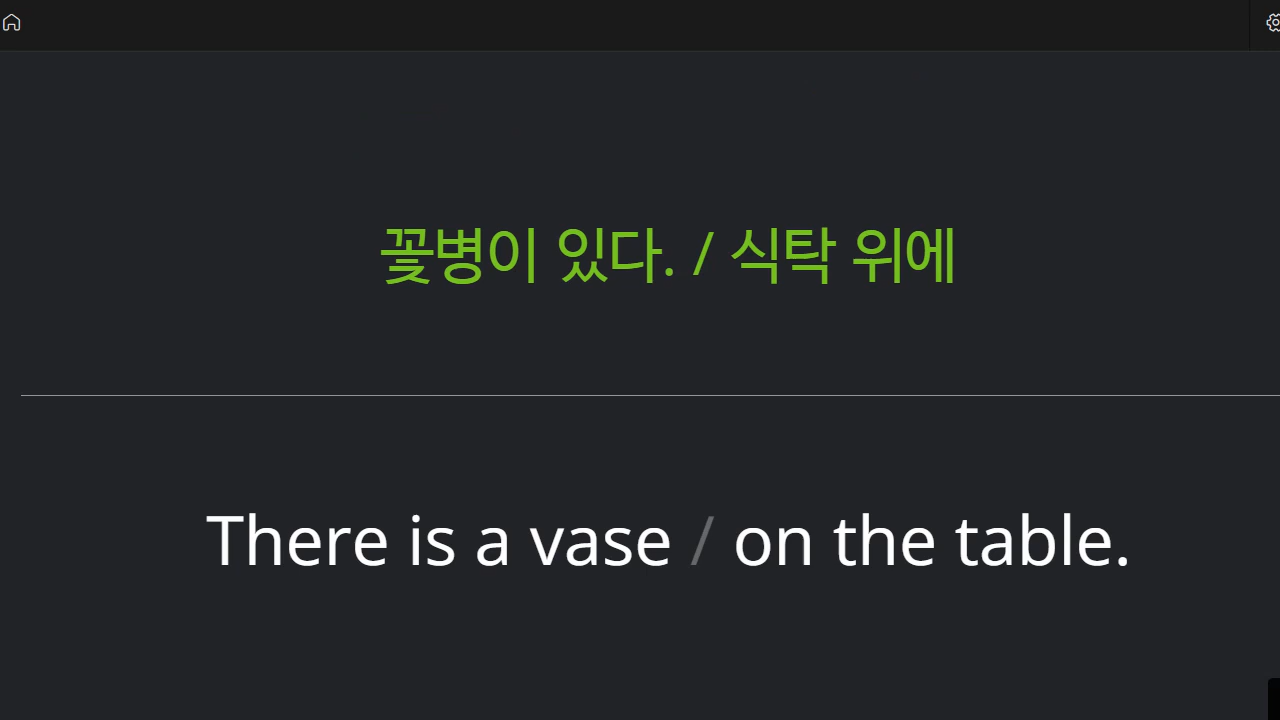 꽃병이 있다. / 식탁 위에
There is a vase / on the table.